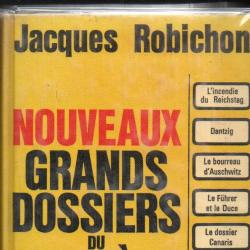 Jacques Robichon
NOUVEAUX
GRANDS
DOSSIERS
DU
L'incendie
du Reichstag
Dantzig
Le bourreau
d'Auschwitz
Le Führer
et le Duce
Le dossier
Canaris